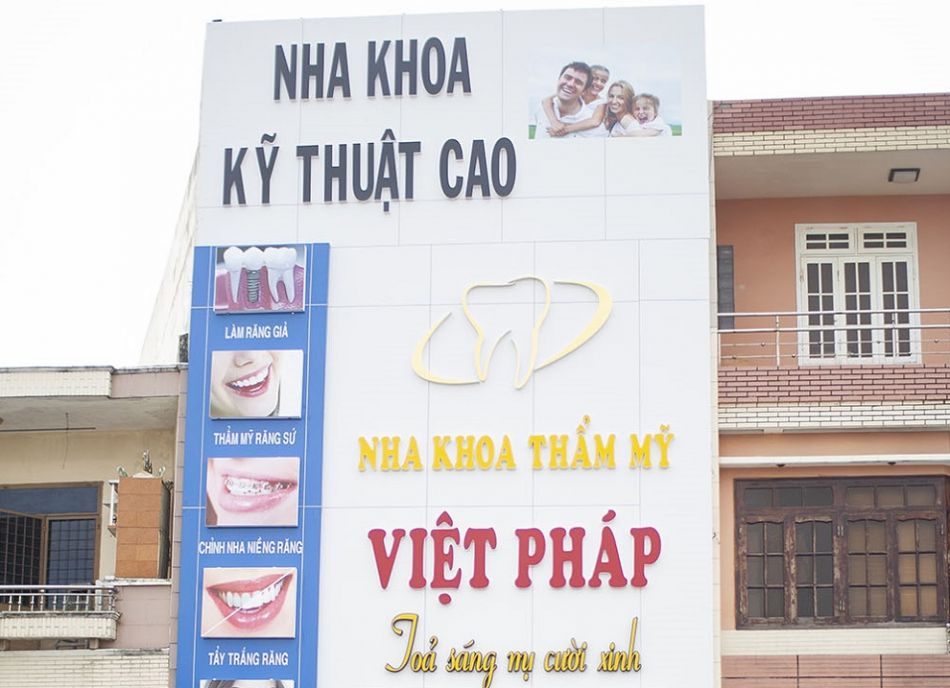 NHA KHOA
KỸ THUẬT CAO
LÀM RĂNG GIẢ
THẨM MỸ RĂNG SỨ
CHỈNH NHA NIỀNG RĂNG
TẨY TRẮNG RĂNG
NHA KHOA THẨM MỸ
VIỆT PHÁP
Toả sáng nụ cười xinh